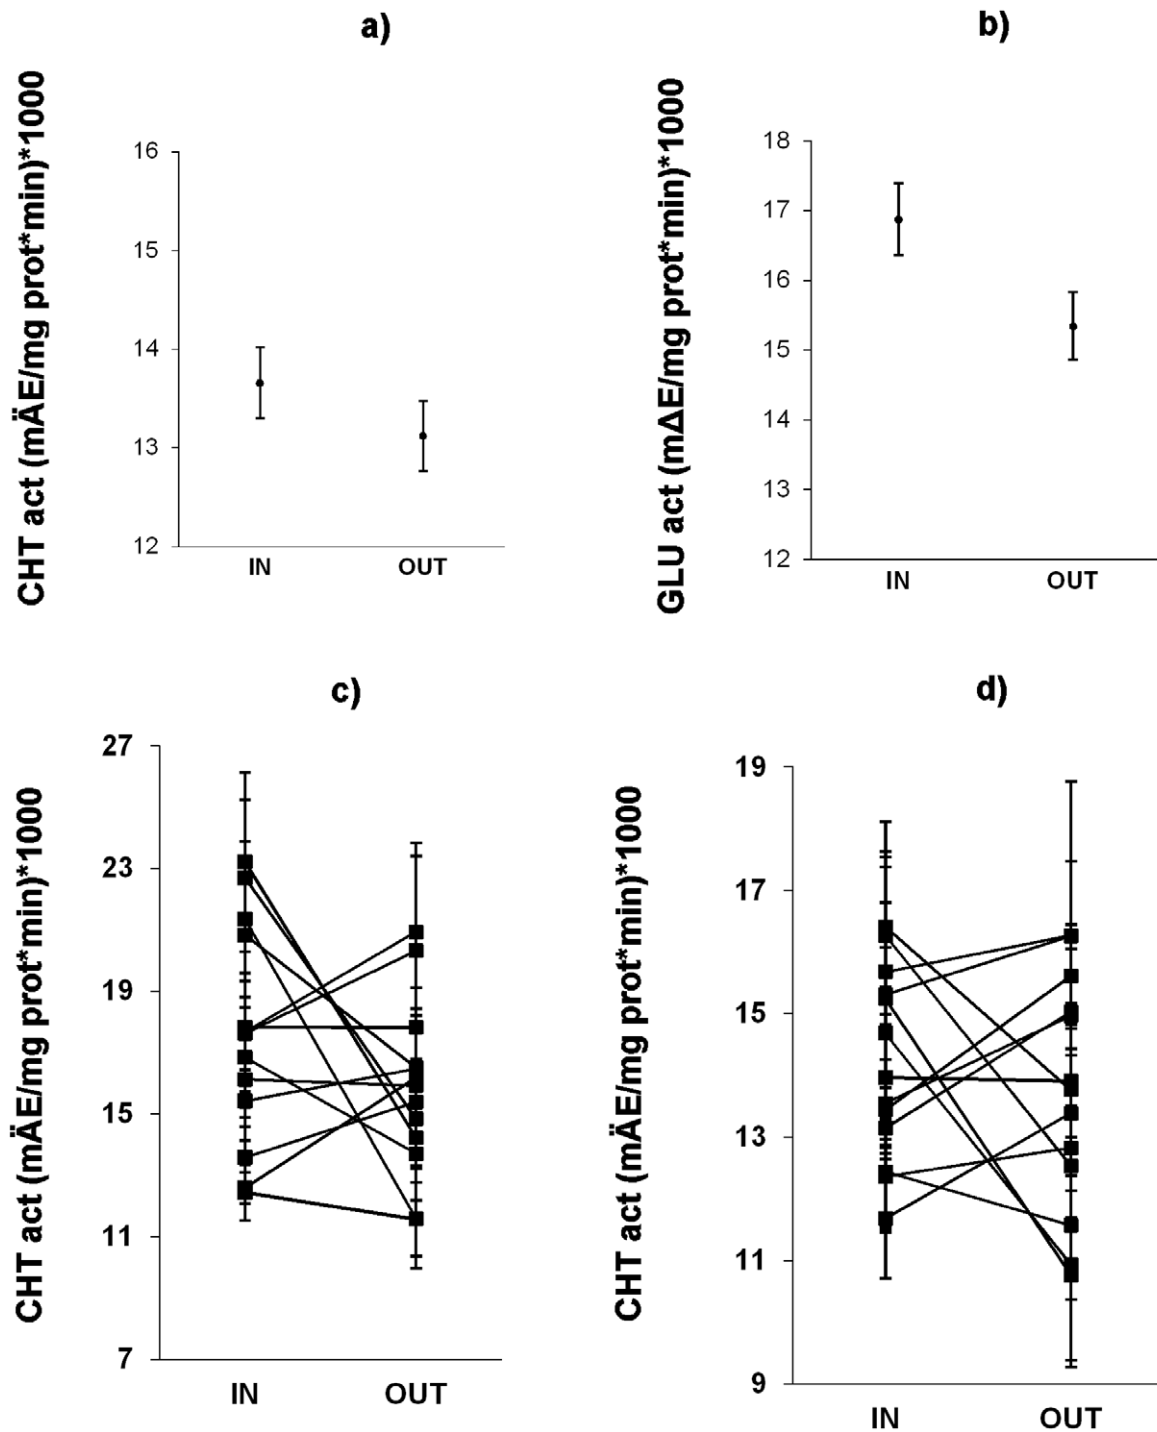 a)
CHT act (mÄE/mg prot*min)*1000
16
15
14
13
12
IN OUT
b)
GLU act (mΔE/mg prot*min)*1000
18
17
16
15
14
13
12
IN OUT
c)
CHT act (mÄE/mg prot*min)*1000
27
23
19
15
11
7
IN OUT
d)
CHT act (mÄE/mg prot*min)*1000
19
17
15
13
11
9
IN OUT